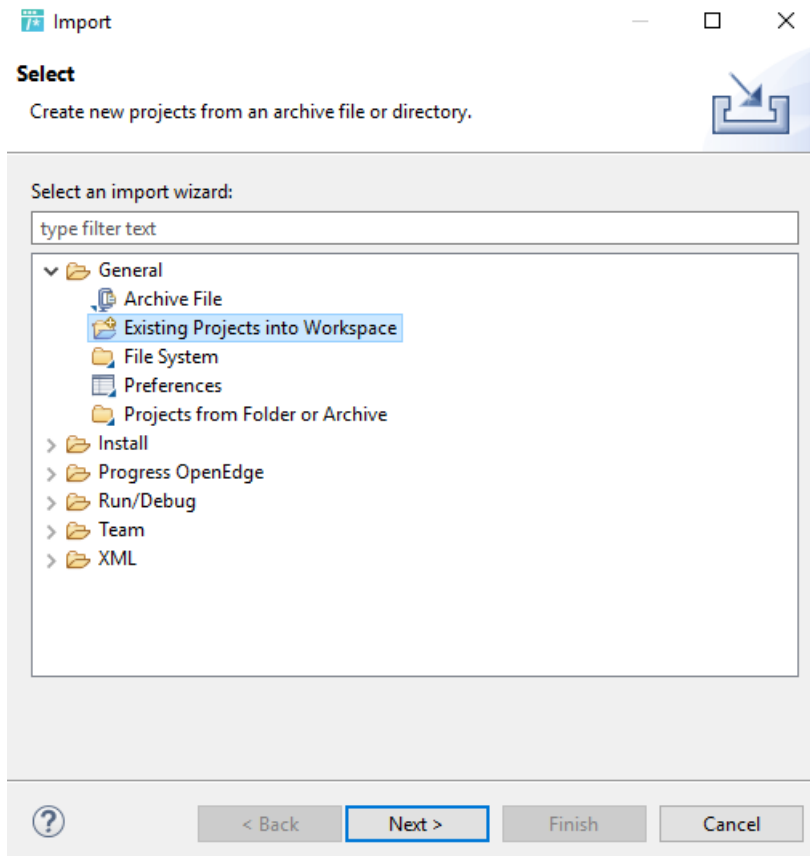 Import
Select
Create new projects from an archive file or directory.
Select an import wizard:
type filter text
General
Archive File
Existing Projects into Workspace
File System
Preferences
Projects from Folder or Archive
Install
Progress OpenEdge
Run/Debug
Team
XML
< Back Next > Finish Cancel